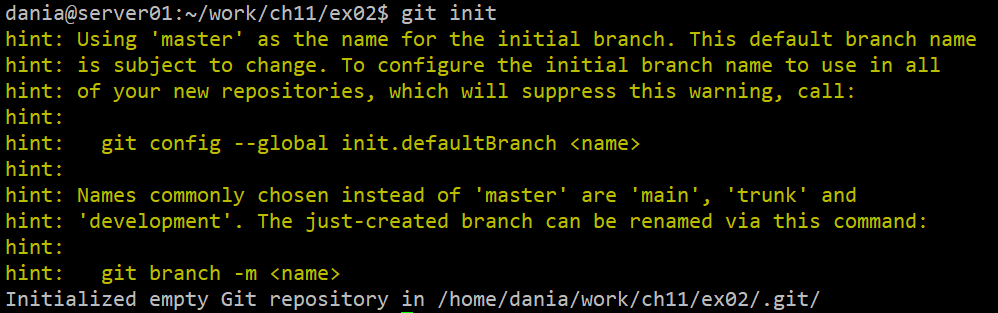 dania@server01:~/work/ch11/ex02$ git init
hint: Using 'master' as the name for the initial branch. This default branch name
hint: is subject to change. To configure the initial branch name to use in all
hint: of your new repositories, which will suppress this warning, call:
hint:
hint:   git config --global init.defaultBranch <name>
hint:
hint: Names commonly chosen instead of 'master' are 'main', 'trunk' and
hint: 'development'. The just-created branch can be renamed via this command:
hint:
hint:   git branch -m <name>
Initialized empty Git repository in /home/dania/work/ch11/ex02/.git/